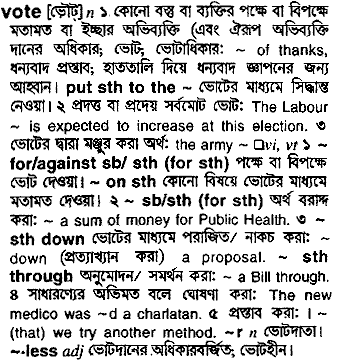 vote [ভৌট্] n ১ কোনো বস্তু বা ব্যক্তির পক্ষে বা বিপক্ষে
মতামত বা ইচ্ছার অভিব্যক্তি (এবং ঐরূপ অভিব্যক্তি
দানের অধিকার; ভোট; ভোটাধিকার: ~ of thanks,
ধন্যবাদ প্রস্তাব; হাততালি দিয়ে ধন্যবাদ জ্ঞাপনের জন্য
আহ্বান। put sth to the ~ ভোটের মাধ্যমে সিদ্ধান্ত
নেওয়া। ২ প্রদত্ত বা প্রদেয় সর্বমোট ভোট: The Labour
~ is expected to increase at this election. ৩
ভোটের দ্বারা মঞ্জুর করা অর্থ: the army ~ □vi, vt ১ ~
for/against sb/ sth (for sth) পক্ষে বা বিপক্ষে
ভোট দেওয়া। ~ on sth কোনো বিষয়ে ভোটের মাধ্যমে
মতামত দেওয়া। ২ ~ sb/sth (for sth) অর্থ বরাদ্দ
করা: ~ a sum of money for Public Health. ৩ ~
sth down ভোটের মাধ্যমে পরাজিত/ নাকচ করা: ~
down (প্রত্যাখ্যান করা) a proposal. ~ sth
through অনুমোদন/ সমর্থন করা: ~ a Bill through.
৪ সাধারণ্যের অভিমত বলে ঘোষণা করা: The new
medico was ~d a charlatan. ৫ প্রস্তাব করা: I ~
(that) we try another method. ~r n ভোটদাতা।
~·less adj ভোটদানের অধিকারবর্জিত; ভোটহীন।